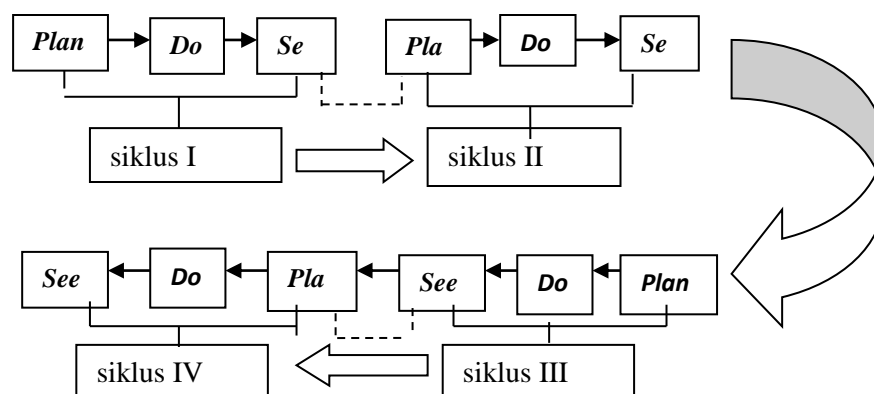 Plan Do Se Pla Do Se
siklus I siklus II
See Do Pla See Do Plan
siklus IV siklus III